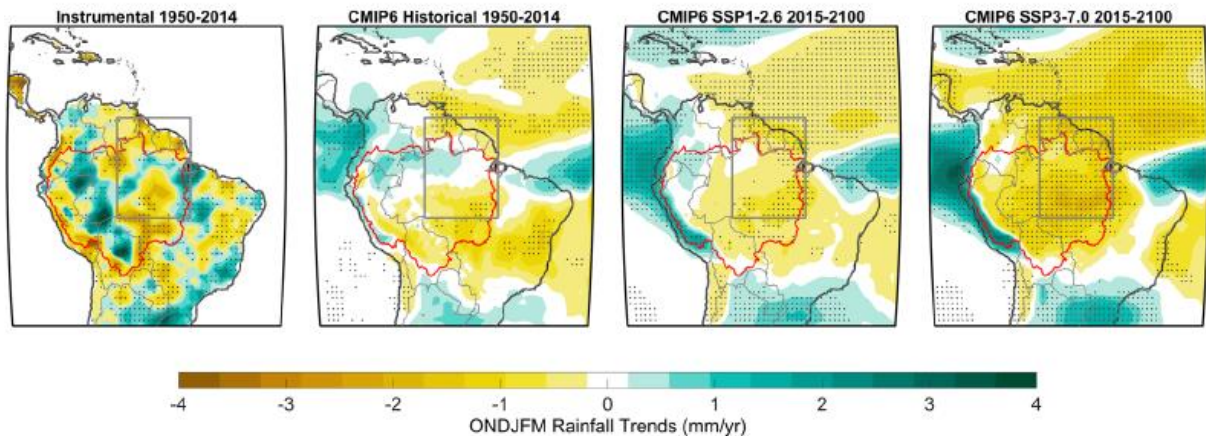 Instrumental 1950-2014
CMIP6 Historical 1950-2014
CMIP6 SSP1-2.6 2015-2100
CMIP6 SSP3-7.0 2015-2100
-4 -3 -2 -1 0 1 2 3 4
ONDJFM Rainfall Trends (mm/yr)